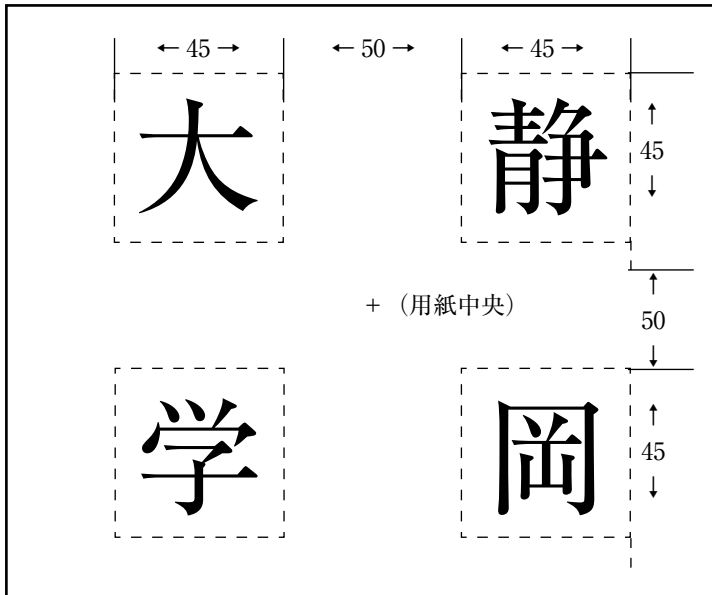 ← 45 → ← 50 → ← 45 →
大 静
↑
45
↓
+ (用紙中央)
↑
50
↓
学 岡
↑
45
↓